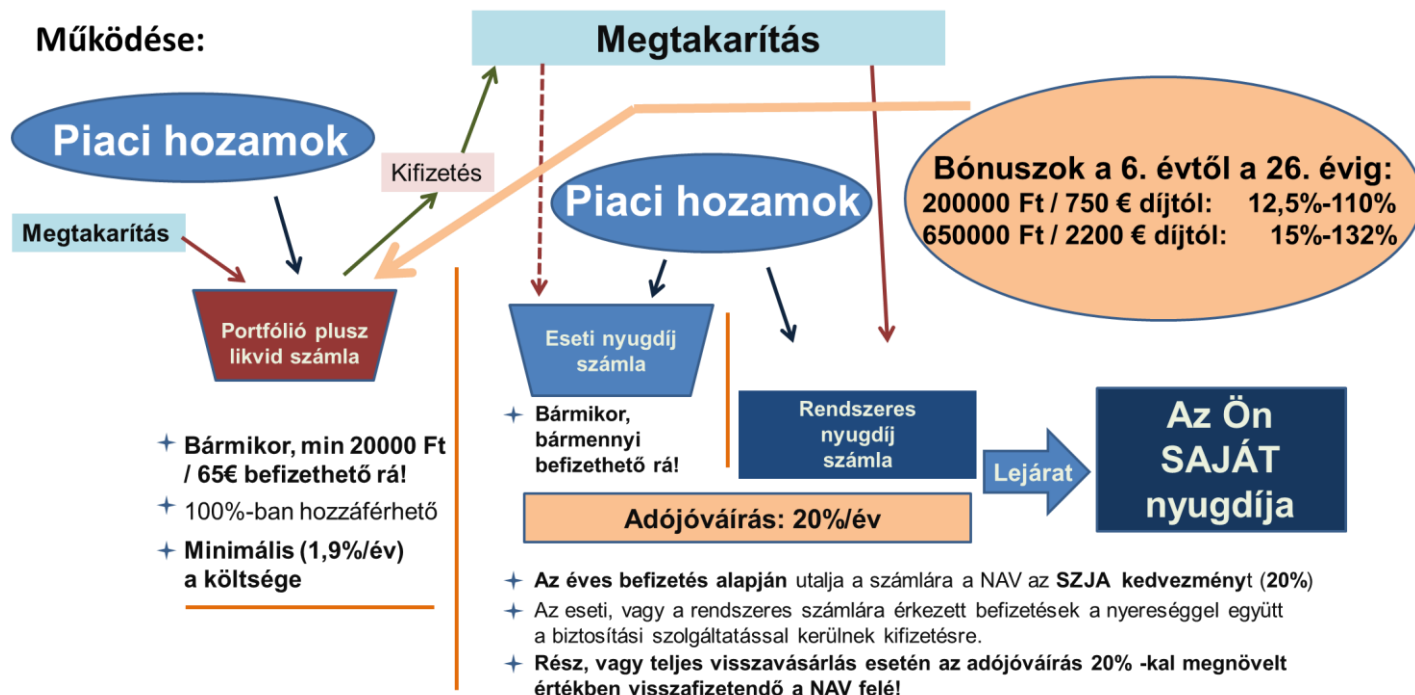 Működése:
Megtakarítás
Piaci hozamok
Kifizetés
Megtakarítás
Piaci hozamok
Bónuszok a 6. évtől a 26. évig:
200000 Ft / 750 € díjtól: 12,5%-110%
650000 Ft / 2200 € díjtól: 15%-132%
Portfólió plusz
likvid számla
Eseti nyugdíj
számla
Bármikor, min 20000 Ft
/ 65€ befizethető rá!
100%-ban hozzáférhető
Minimális (1,9%/év)
a költsége
Bármikor,
bármennyi
befizethető rá!
Rendszeres
nyugdíj
számla
Lejárat
Az Ön
SAJÁT
nyugdíja
Adójóváírás: 20%/év
Az éves befizetés alapján utalja a számlára a NAV az SZJA kedvezményt (20%)
Az eseti, vagy a rendszeres számlára érkezett befizetések a nyereséggel együtt
a biztosítási szolgáltatással kerülnek kifizetésre.
Rész, vagy teljes visszavásárlás esetén az adójóváírás 20% -kal megnövelt
értékben visszafizetendő a NAV felé!